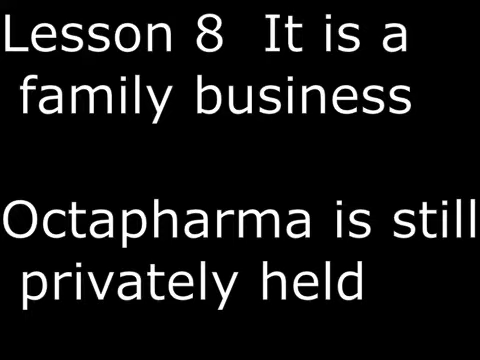 Lesson 8  It is a
family business
Octapharma is still
privately held